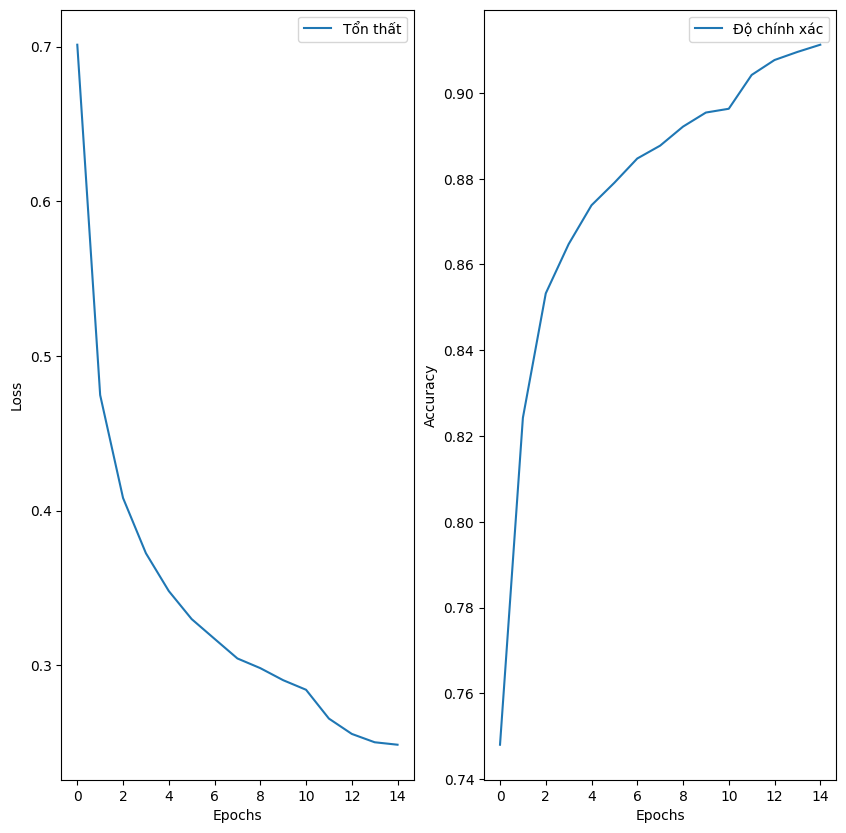 Tổn thất
0.7
0.6
0.5
0.4
0.3
Loss
0 2 4 6 8 10 12 14
Epochs
Độ chính xác
0.90
0.88
0.86
0.84
0.82
0.80
0.78
0.76
0.74
Accuracy
0 2 4 6 8 10 12 14
Epochs